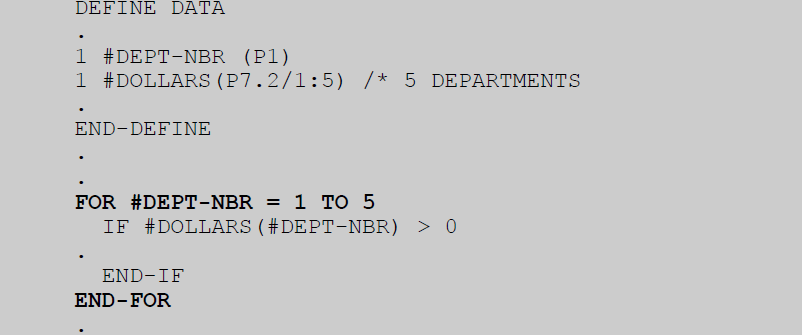 DEFINE DATA
.
1 #DEPT-NBR (P1)
1 #DOLLARS(P7.2/1:5) /* 5 DEPARTMENTS
.
END-DEFINE
.
.
FOR #DEPT-NBR = 1 TO 5
IF #DOLLARS(#DEPT-NBR) > 0
.
END-IF
END-FOR
.